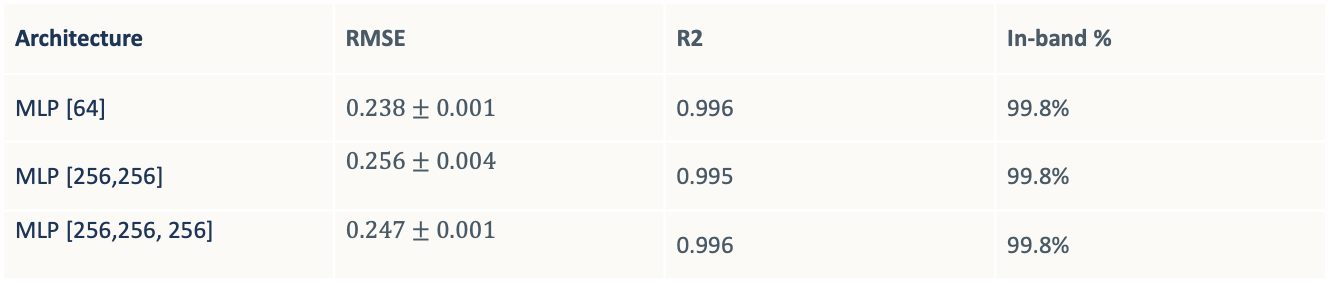 Architecture RMSE R2 In-band %
MLP [64] 0.238 ± 0.001 0.996 99.8%
MLP [256,256] 0.256 ± 0.004 0.995 99.8%
MLP [256,256, 256] 0.247 ± 0.001 0.996 99.8%